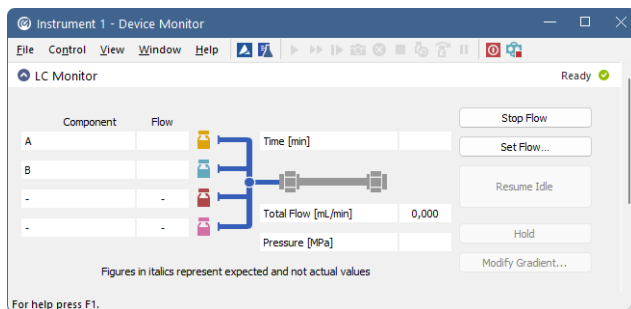 Instrument 1 - Device Monitor
File Control View Window Help
LC Monitor Ready
Component Flow
Stop Flow
A Time [min] Set Flow...
B
Resume Idle
- -
Total Flow [mL/min] 0,000
- - Hold
Pressure [MPa]
Modify Gradient...
Figures in italics represent expected and not actual values
For help press F1.